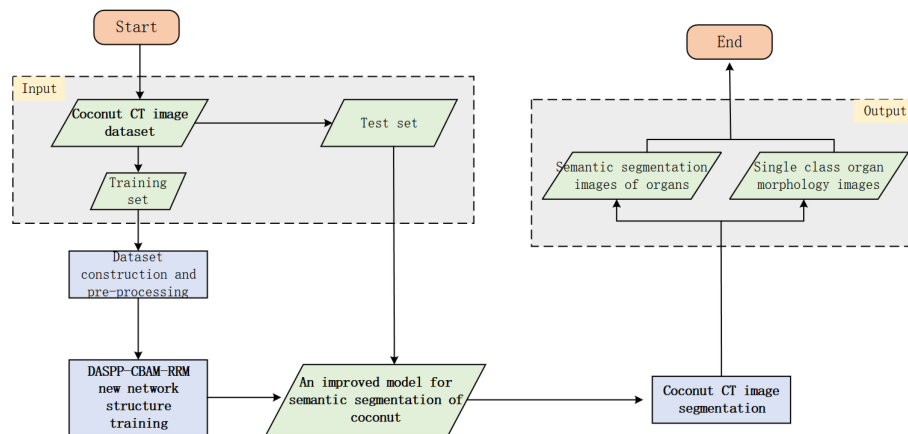 Start
Input
Coconut CT image
dataset
Test set
Training
set
Dataset
construction and
pre-processing
DASPP-CBAM-RRM
new network
structure
training
An improved model for
semantic segmentation of
coconut
Coconut CT image
segmentation
End
Output
Semantic segmentation
images of organs
Single class organ
morphology images